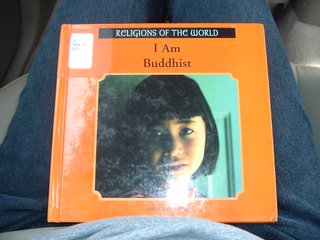 RELIGIONS OF THE WORLD
I Am
Buddhist